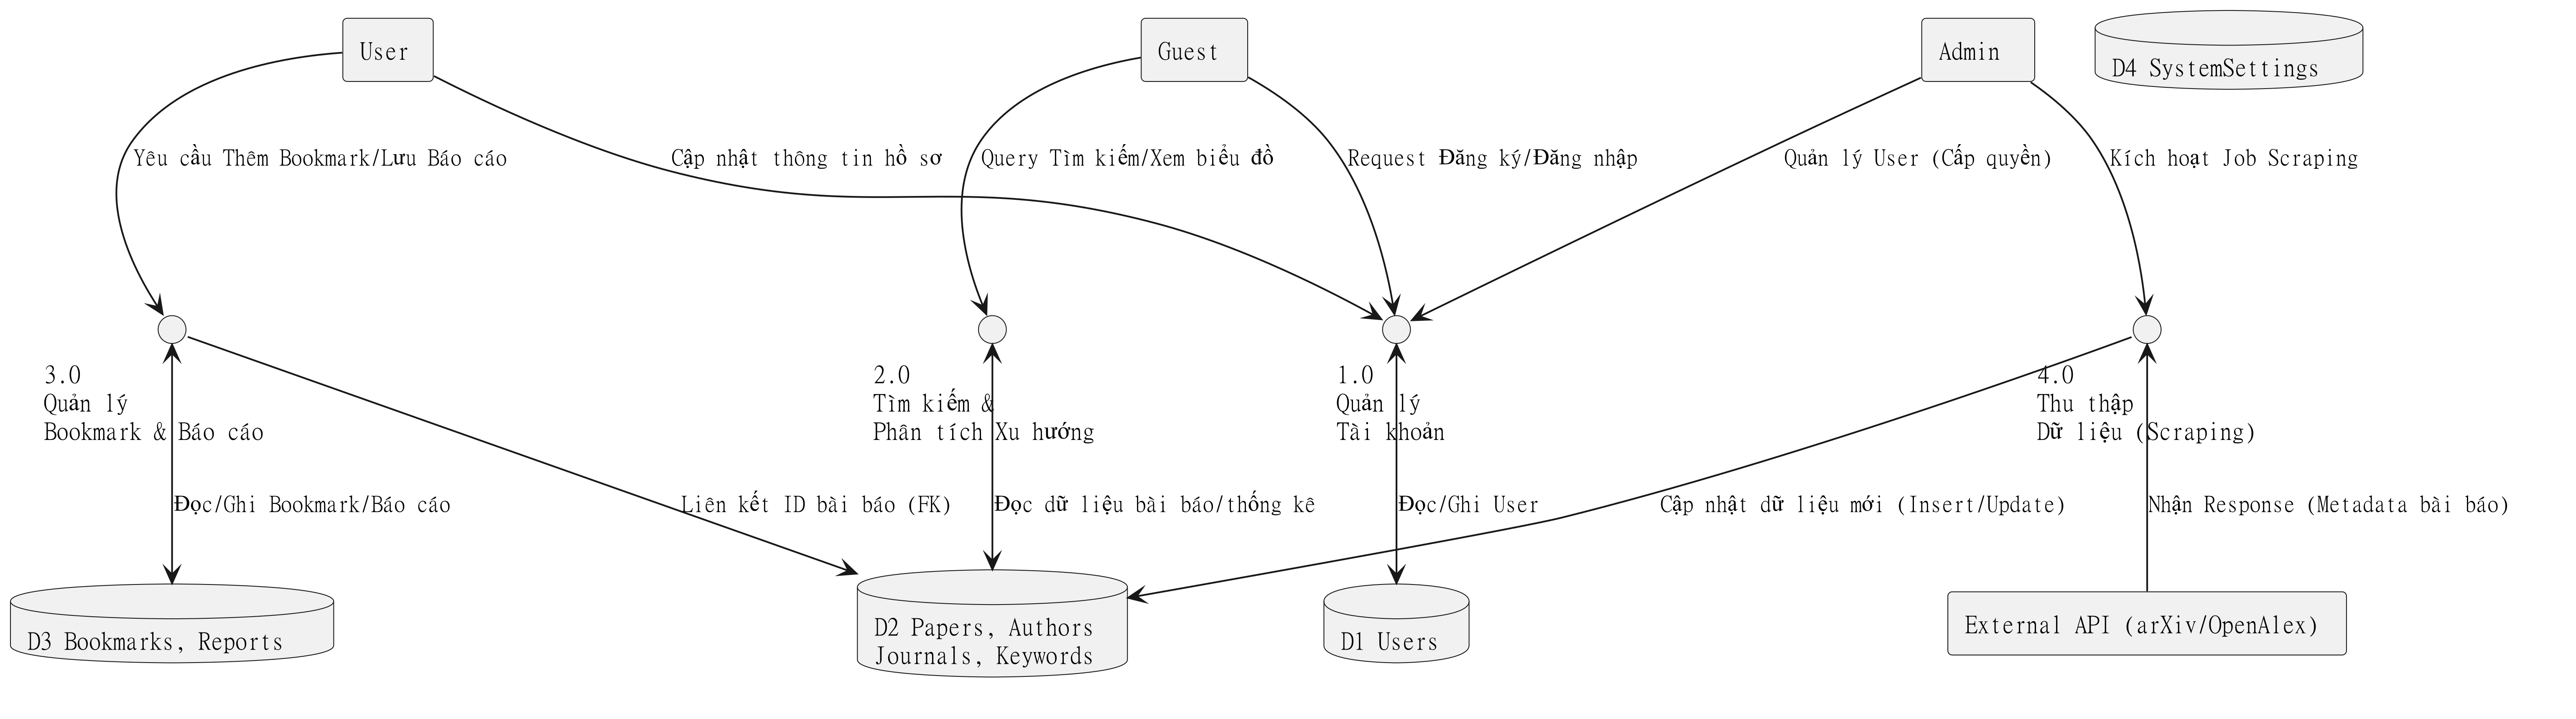 User
Guest
Admin
D4 SystemSettings
Yêu cầu Thêm Bookmark/Lưu Báo cáo
Cập nhật thông tin hồ sơ
Query Tìm kiếm/Xem biểu đồ
Request Đăng ký/Đăng nhập
Quản lý User (Cấp quyền)
Kích hoạt Job Scraping
3.0
Quản lý
Bookmark & Báo cáo
2.0
Tìm kiếm &
Phân tích Xu hướng
1.0
Quản lý
Tài khoản
4.0
Thu thập
Dữ liệu (Scraping)
Đọc/Ghi Bookmark/Báo cáo
Liên kết ID bài báo (FK)
Đọc dữ liệu bài báo/thống kê
Đọc/Ghi User
Cập nhật dữ liệu mới (Insert/Update)
Nhận Response (Metadata bài báo)
D3 Bookmarks, Reports
D2 Papers, Authors
Journals, Keywords
D1 Users
External API (arXiv/OpenAlex)